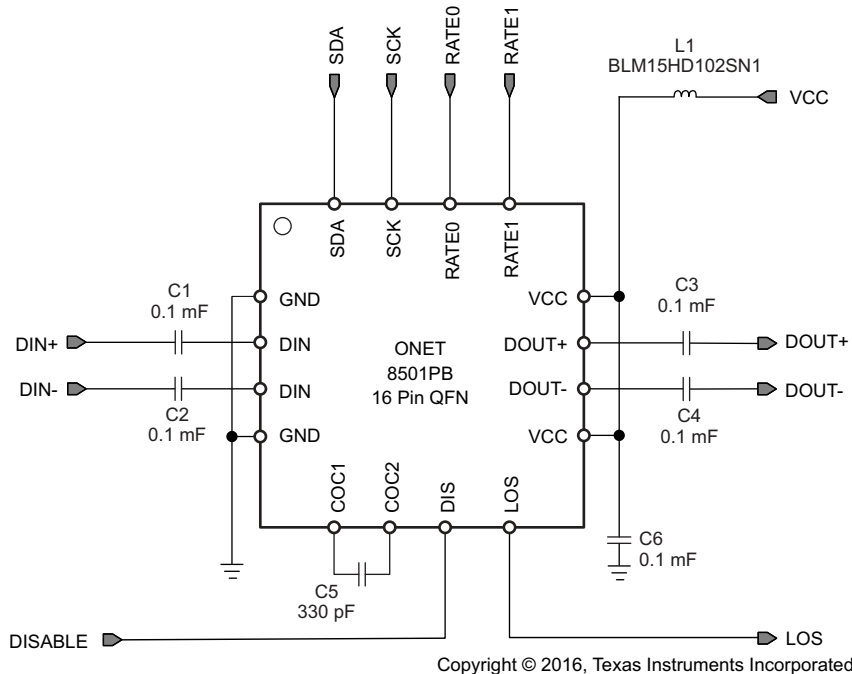 SDA
SCK
RATE0
RATE1
L1
BLM15HD102SN1
VCC
SDA
SCK
RATE0
RATE1
C1
0.1 mF
GND
VCC
C3
0.1 mF
DIN+
DIN
ONET
8501PB
16 Pin QFN
DOUT+
DOUT+
DIN-
DIN
DOUT-
DOUT-
C2
0.1 mF
GND
VCC
C4
0.1 mF
COC1
COC2
DIS
LOS
C6
0.1 mF
C5
330 pF
DISABLE
LOS
Copyright © 2016, Texas Instruments Incorporated